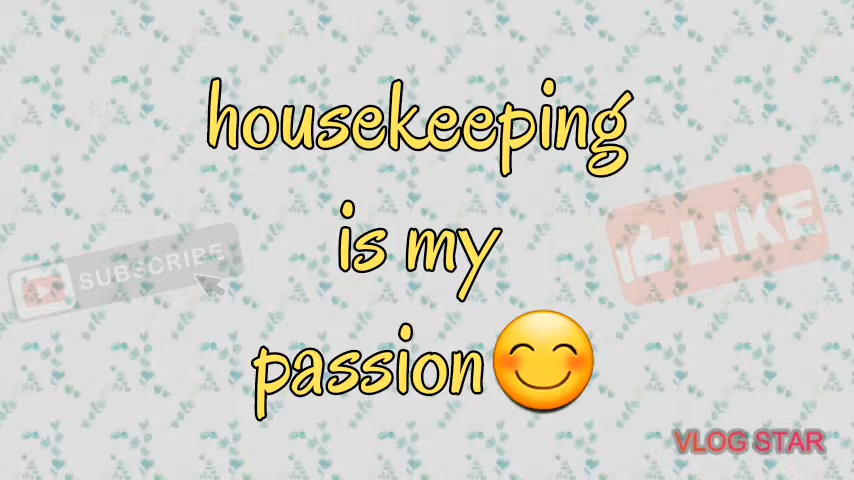 housekeeping
is my
passion😊
SUBSCRIBE
LIKE
VLOG STAR